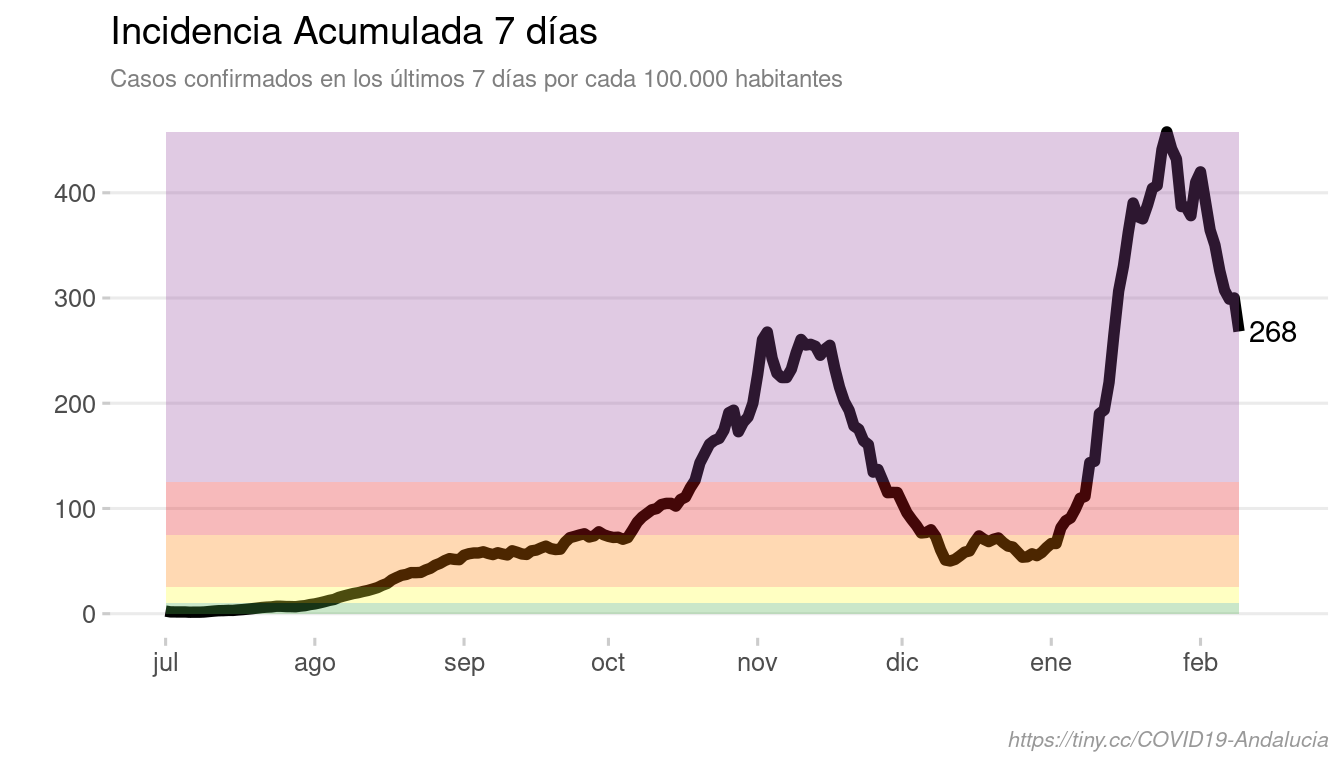 Incidencia Acumulada 7 días
Casos confirmados en los últimos 7 días por cada 100.000 habitantes
400
300
268
200
100
0
jul ago sep oct nov dic ene feb
https://tiny.cc/COVID19-Andalucia